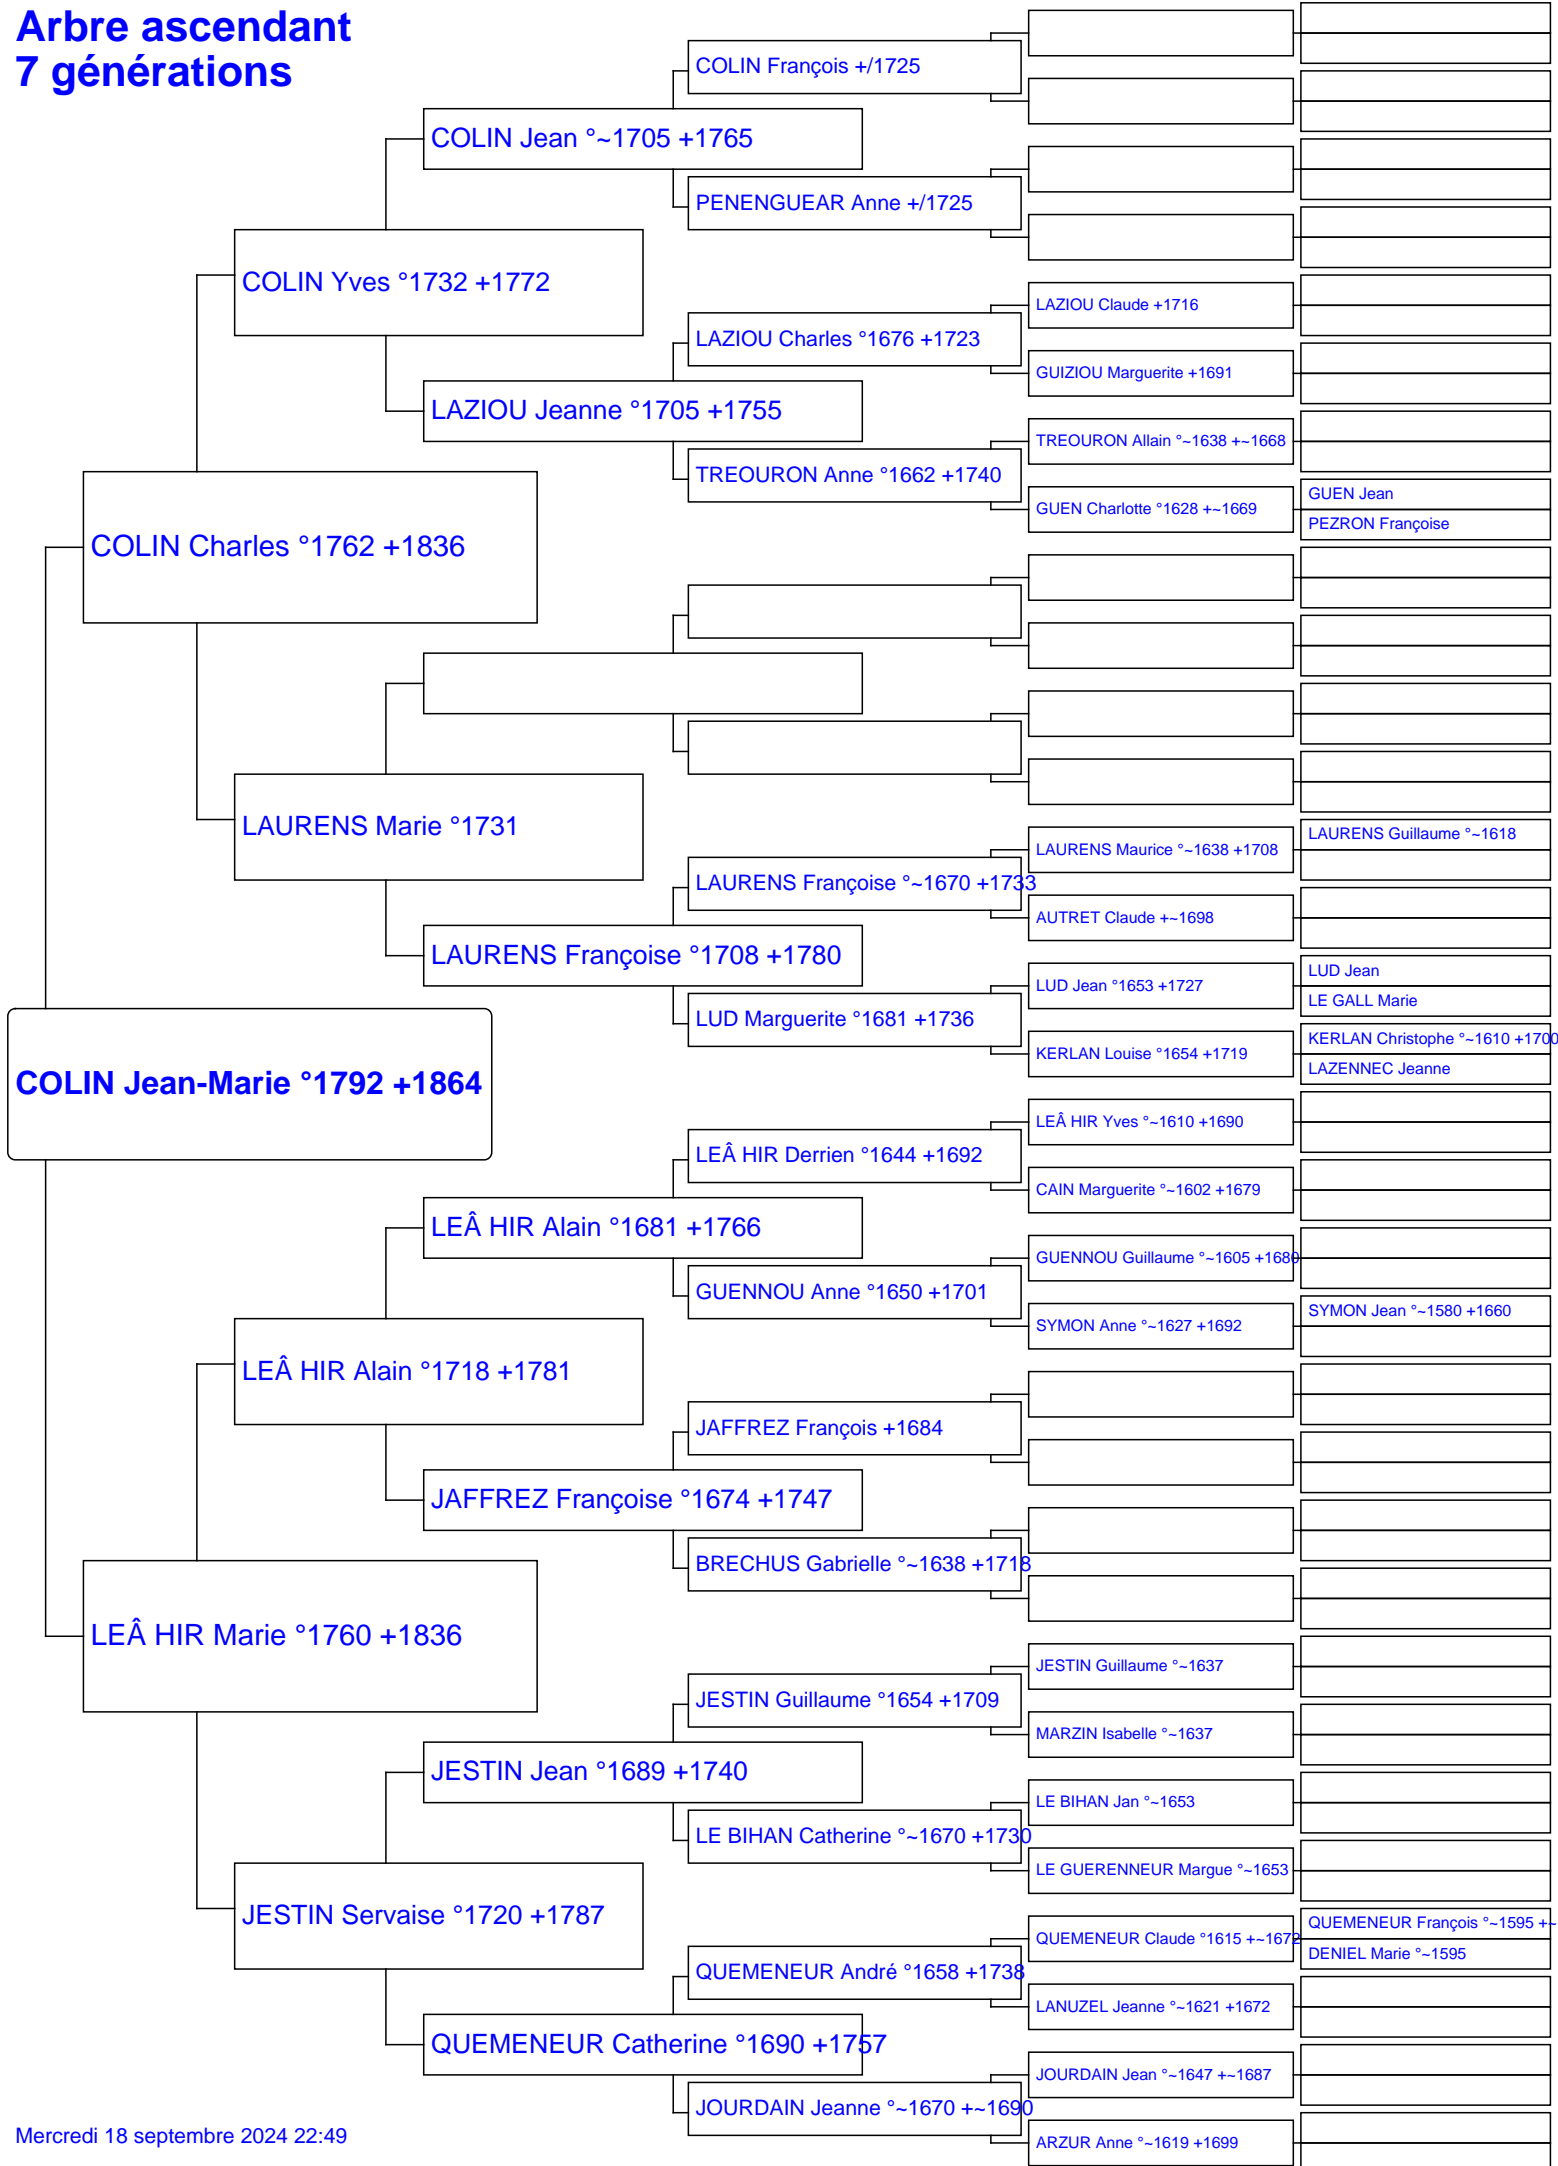 Arbre ascendant
7 générations
COLIN François +/1725
COLIN Jean °~1705 +1765
PENENGUEAR Anne +/1725
COLIN Yves °1732 +1772
LAZIOU Claude +1716
LAZIOU Charles °1676 +1723
GUIZIOU Marguerite +1691
LAZIOU Jeanne °1705 +1755
TREOURON Allain °~1638 +~1668
TREOURON Anne °1662 +1740
GUEN Jean
GUEN Charlotte °1628 +~1669
PEZRON Françoise
COLIN Charles °1762 +1836
LAURENS Marie °1731
LAURENS Guillaume °~1618
LAURENS Maurice °~1638 +1708
LAURENS Françoise °~1670 +1733
AUTRET Claude +~1698
LAURENS Françoise °1708 +1780
LUD Jean
LUD Jean °1653 +1727
LE GALL Marie
LUD Marguerite °1681 +1736
KERLAN Christophe °~1610 +1700
KERLAN Louise °1654 +1719
LAZENNEC Jeanne
COLIN Jean-Marie °1792 +1864
LEÂ HIR Yves °~1610 +1690
LEÂ HIR Derrien °1644 +1692
CAIN Marguerite °~1602 +1679
LEÂ HIR Alain °1681 +1766
GUENNOU Guillaume °~1605 +1680
GUENNOU Anne °1650 +1701
SYMON Jean °~1580 +1660
SYMON Anne °~1627 +1692
LEÂ HIR Alain °1718 +1781
JAFFREZ François +1684
JAFFREZ Françoise °1674 +1747
BRECHUS Gabrielle °~1638 +1718
LEÂ HIR Marie °1760 +1836
JESTIN Guillaume °~1637
JESTIN Guillaume °1654 +1709
MARZIN Isabelle °~1637
JESTIN Jean °1689 +1740
LE BIHAN Jan °~1653
LE BIHAN Catherine °~1670 +1730
LE GUERENNEUR Margue °~1653
JESTIN Servaise °1720 +1787
QUEMENEUR François °~1595 +~
QUEMENEUR Claude °1615 +~1672
DENIEL Marie °~1595
QUEMENEUR André °1658 +1738
LANUZEL Jeanne °~1621 +1672
QUEMENEUR Catherine °1690 +1757
JOURDAIN Jean °~1647 +~1687
JOURDAIN Jeanne °~1670 +~1690
ARZUR Anne °~1619 +1699
Mercredi 18 septembre 2024 22:49